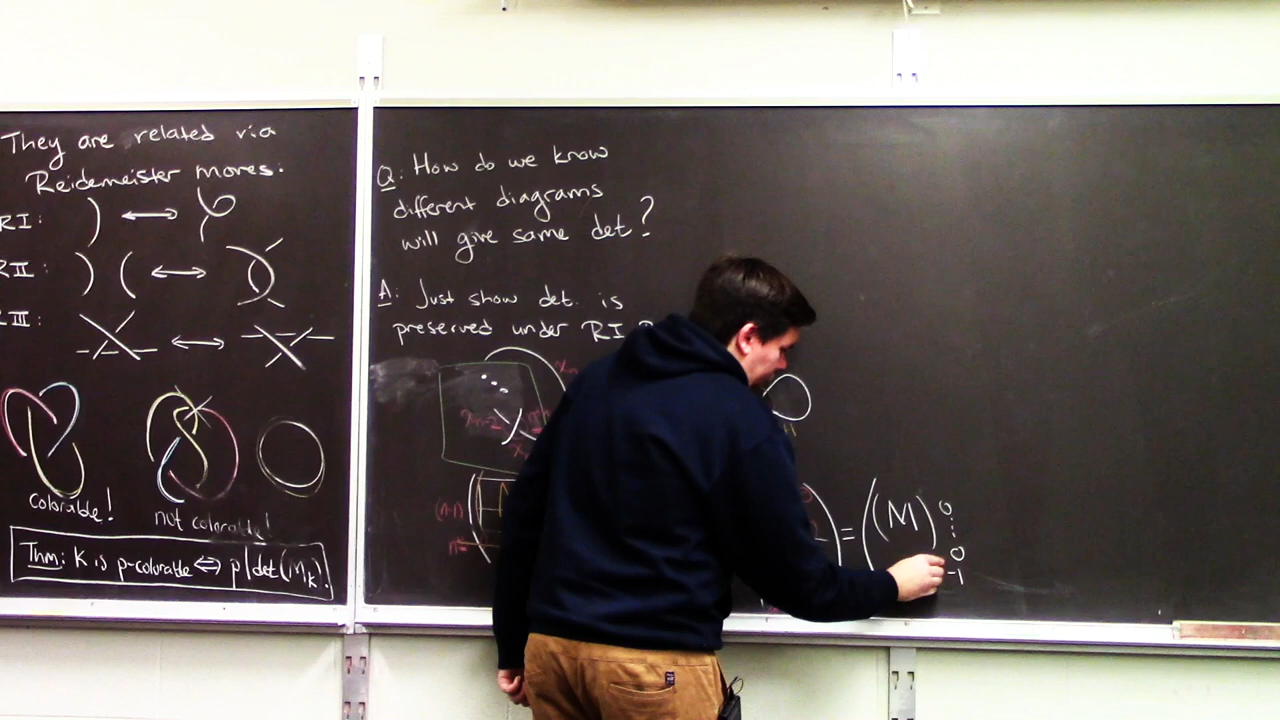 They are related via
Reidemeister moves:
RI:
RII:
RIII:
colorable!
not colorable!
Thm: K is p-colorable ⟺ p | det(M_K).
Q: How do we know
different diagrams
will give same det?
A: Just show det. is
preserved under RI
(n-1)
= ( (M) 0
⋮
0
-1